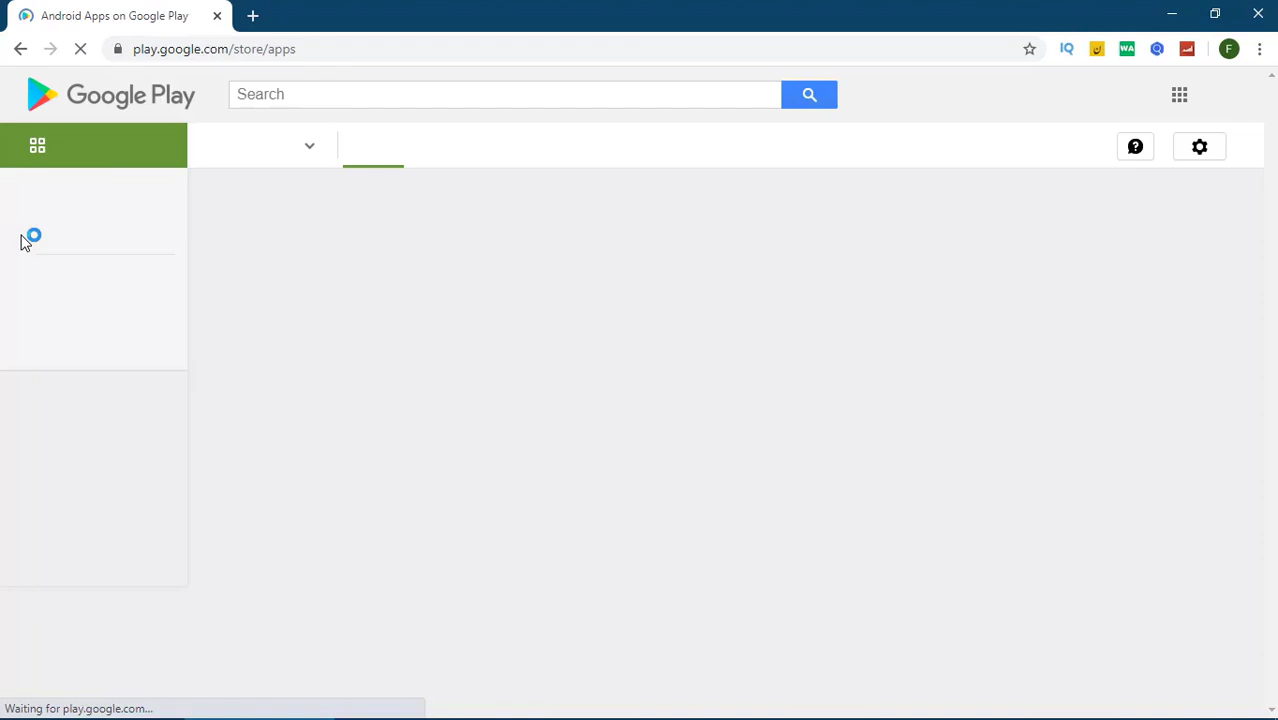 Android Apps on Google Play
play.google.com/store/apps
IQ
WA
F
Google Play
Search
Waiting for play.google.com...